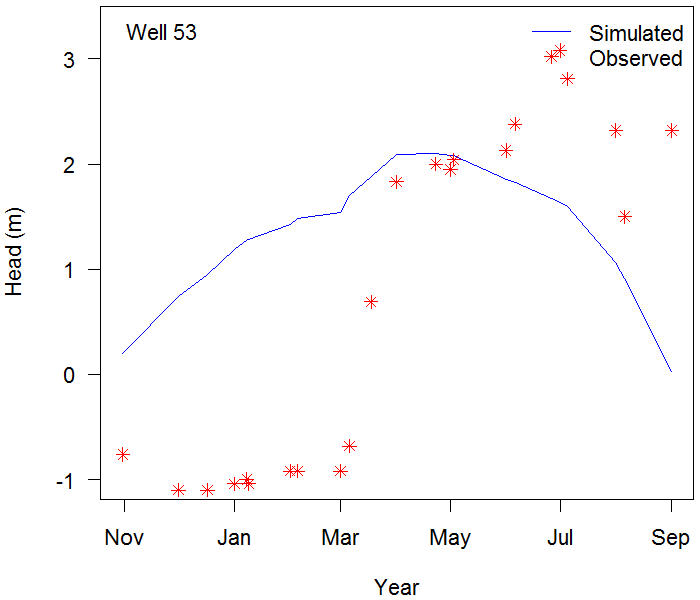 Well 53
Simulated
Observed
3
2
1
0
-1
Head (m)
Nov Jan Mar May Jul Sep
Year